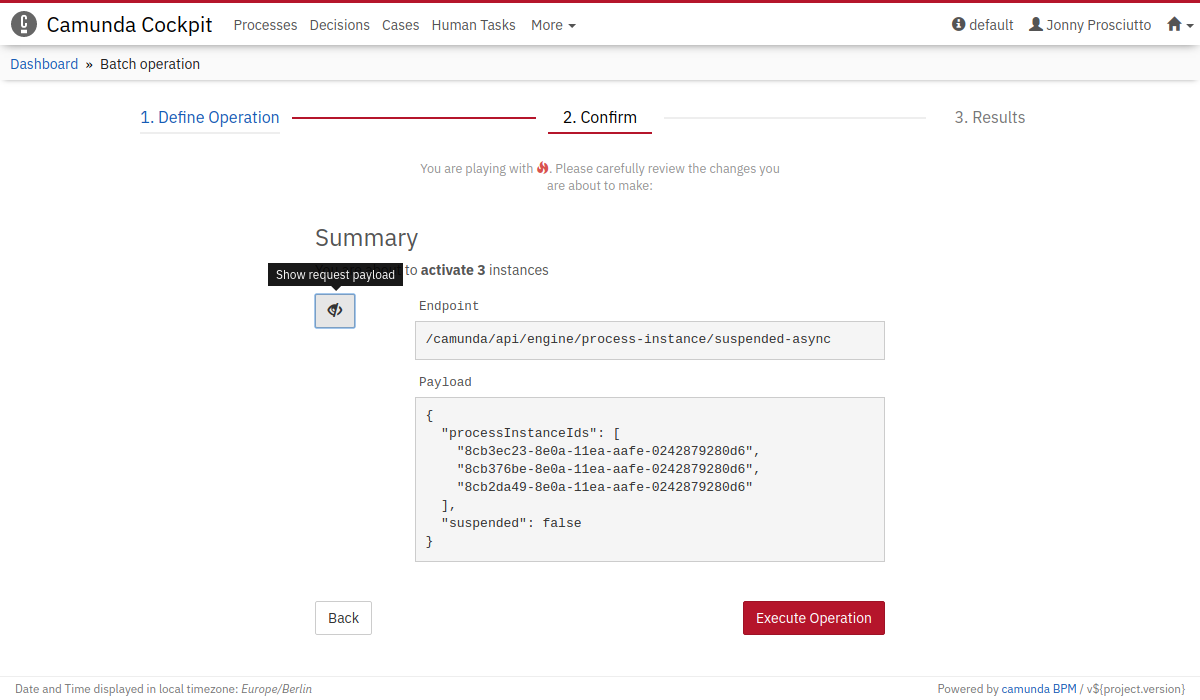 Camunda Cockpit Processes Decisions Cases Human Tasks More default Jonny Prosciutto
Dashboard » Batch operation
1. Define Operation 2. Confirm 3. Results
You are playing with . Please carefully review the changes you
are about to make:
Summary
to activate 3 instances
Show request payload
Endpoint
/camunda/api/engine/process-instance/suspended-async
Payload
{
  "processInstanceIds": [
    "8cb3ec23-8e0a-11ea-aafe-0242879280d6",
    "8cb376be-8e0a-11ea-aafe-0242879280d6",
    "8cb2da49-8e0a-11ea-aafe-0242879280d6"
  ],
  "suspended": false
}
Back Execute Operation
Date and Time displayed in local timezone: Europe/Berlin Powered by camunda BPM / v${project.version}